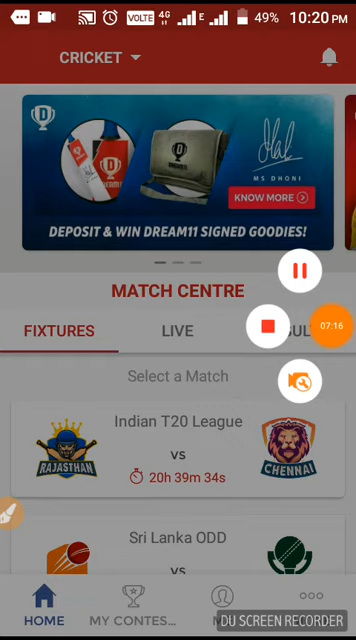 VOLTE 4G E 49% 10:20 PM
CRICKET
D
D
DREAM11
D
MS DHONI
KNOW MORE
DEPOSIT & WIN DREAM11 SIGNED GOODIES!
MATCH CENTRE
FIXTURES LIVE SUL
07:16
Select a Match
Indian T20 League
RAJASTHAN vs CHENNAI
20h 39m 34s
Sri Lanka ODD
vs
HOME MY CONTES... M
DU SCREEN RECORDER